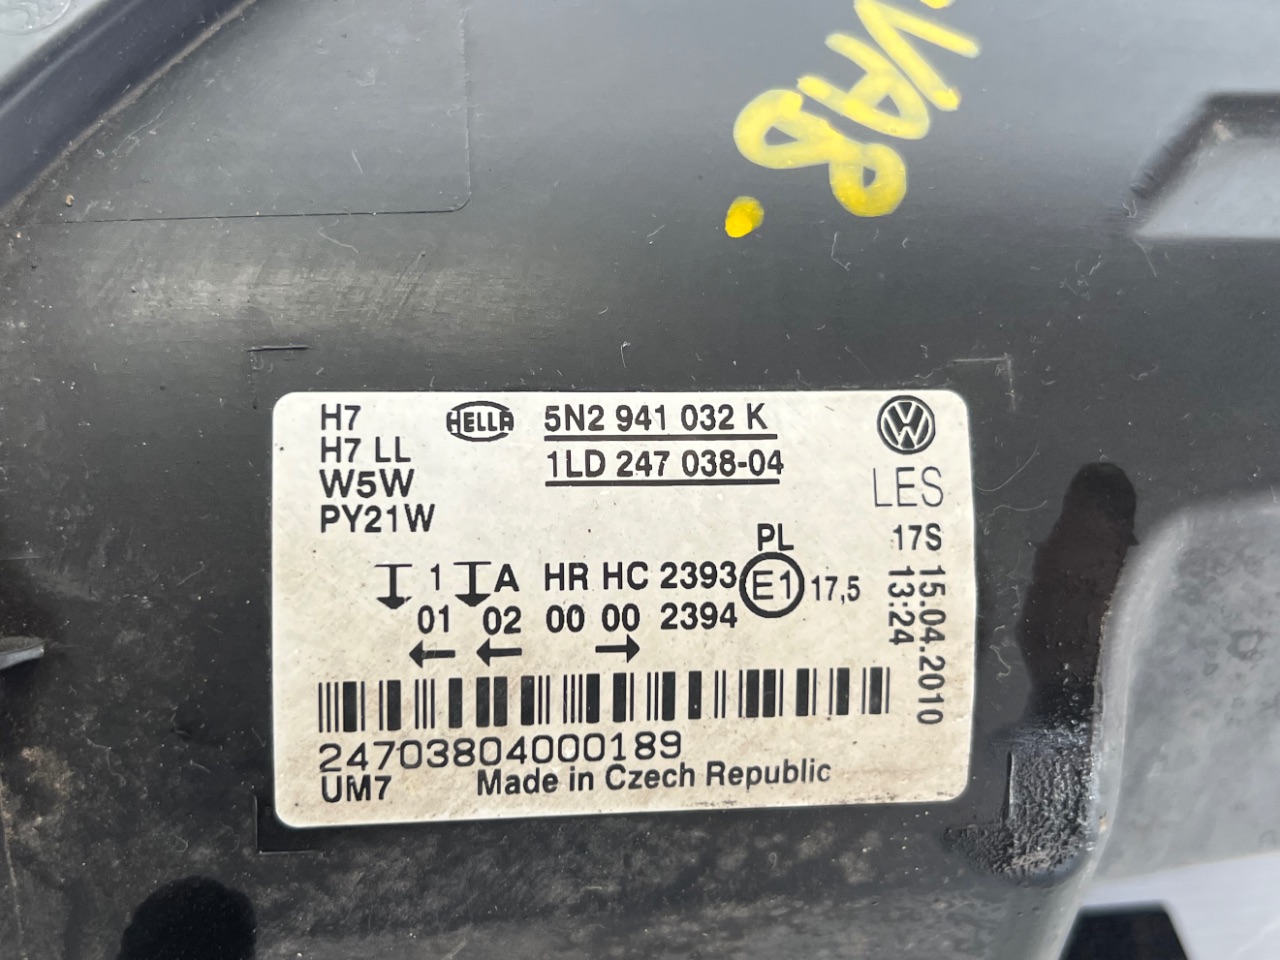 VAB.
H7
H7 LL
W5W
PY21W
HELLA
5N2 941 032 K
1LD 247 038-04
LES
17S
15.04.2010
13:24
PL
1 A HR HC 2393 E1 17,5
01 02 00 00 2394
24703804000189
UM7 Made in Czech Republic